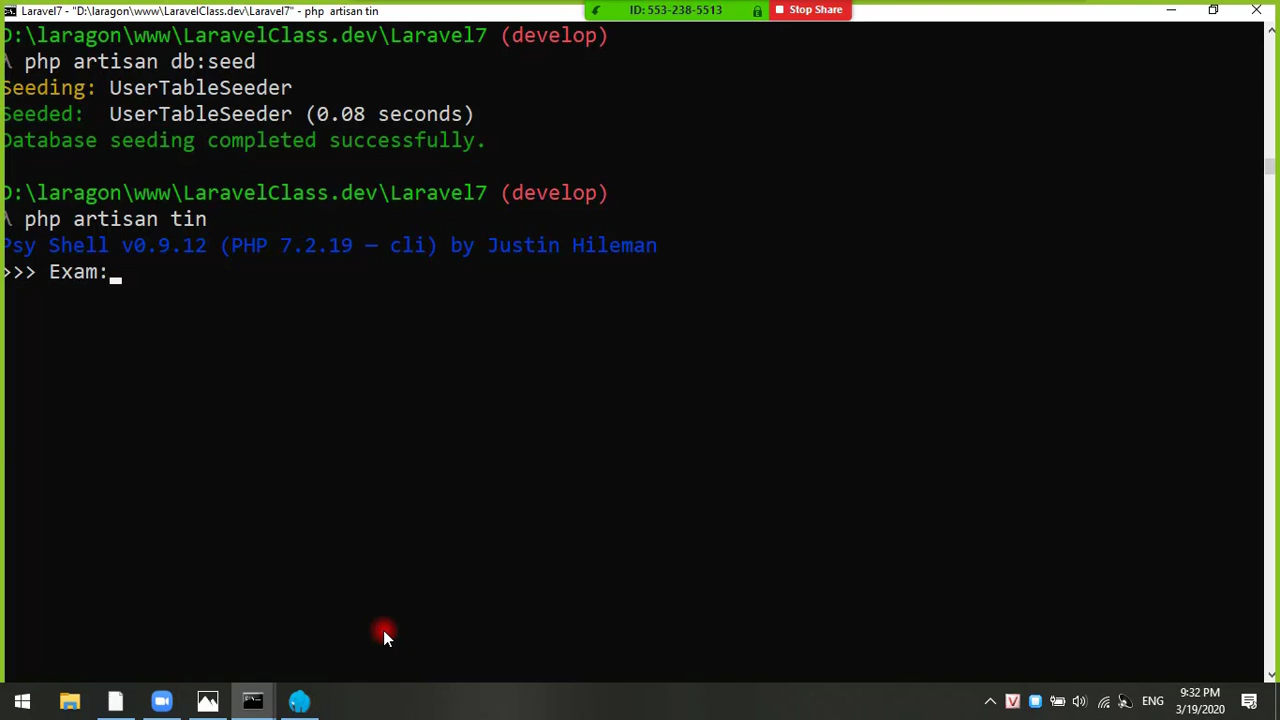 Laravel7 - "D:\laragon\www\LaravelClass.dev\Laravel7" - php artisan tin
ID: 553-238-5513
Stop Share
D:\laragon\www\LaravelClass.dev\Laravel7 (develop)
λ php artisan db:seed
Seeding: UserTableSeeder
Seeded:  UserTableSeeder (0.08 seconds)
Database seeding completed successfully.
D:\laragon\www\LaravelClass.dev\Laravel7 (develop)
λ php artisan tin
Psy Shell v0.9.12 (PHP 7.2.19 — cli) by Justin Hileman
>>> Exam:
ENG
9:32 PM
3/19/2020